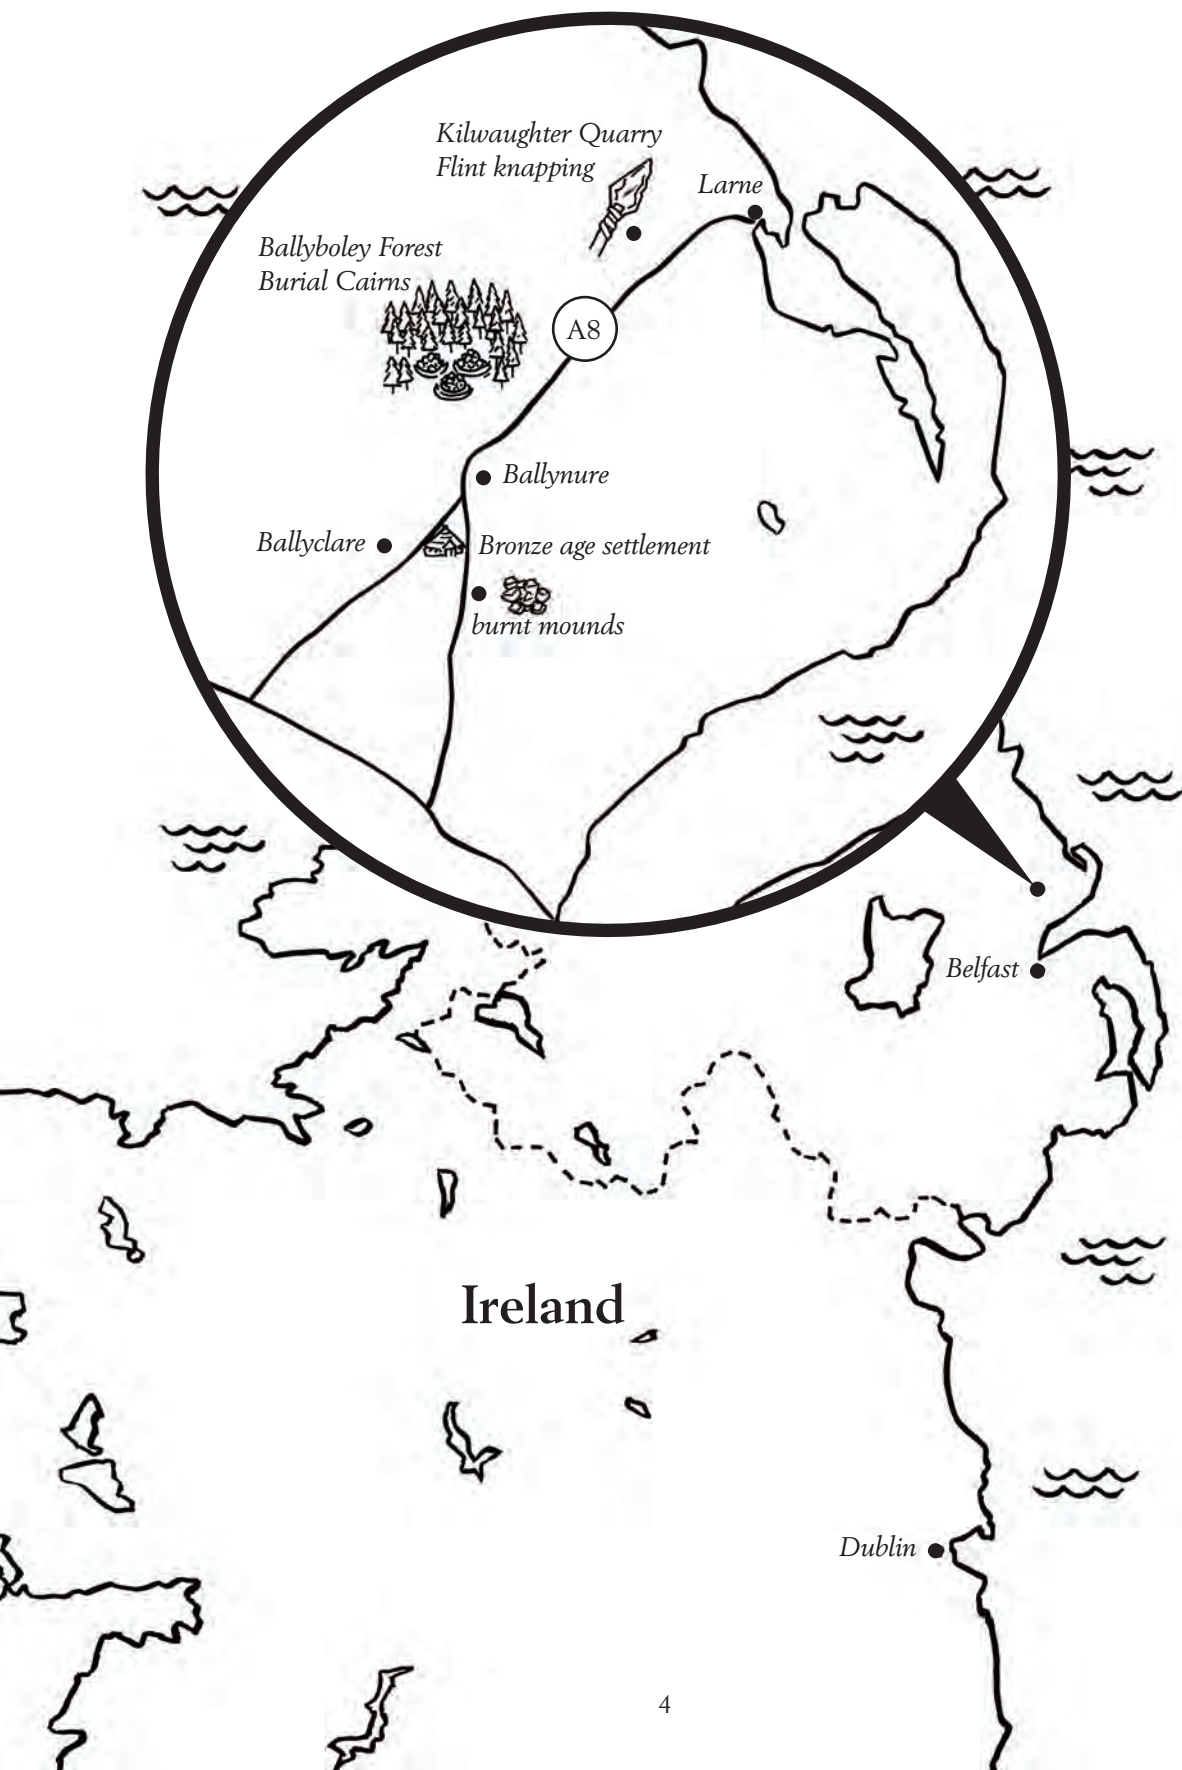 Kilwaughter Quarry
Flint knapping
Larne
Ballyboley Forest
Burial Cairns
A8
Ballynure
Ballyclare
Bronze age settlement
burnt mounds
Belfast
Ireland
Dublin
4